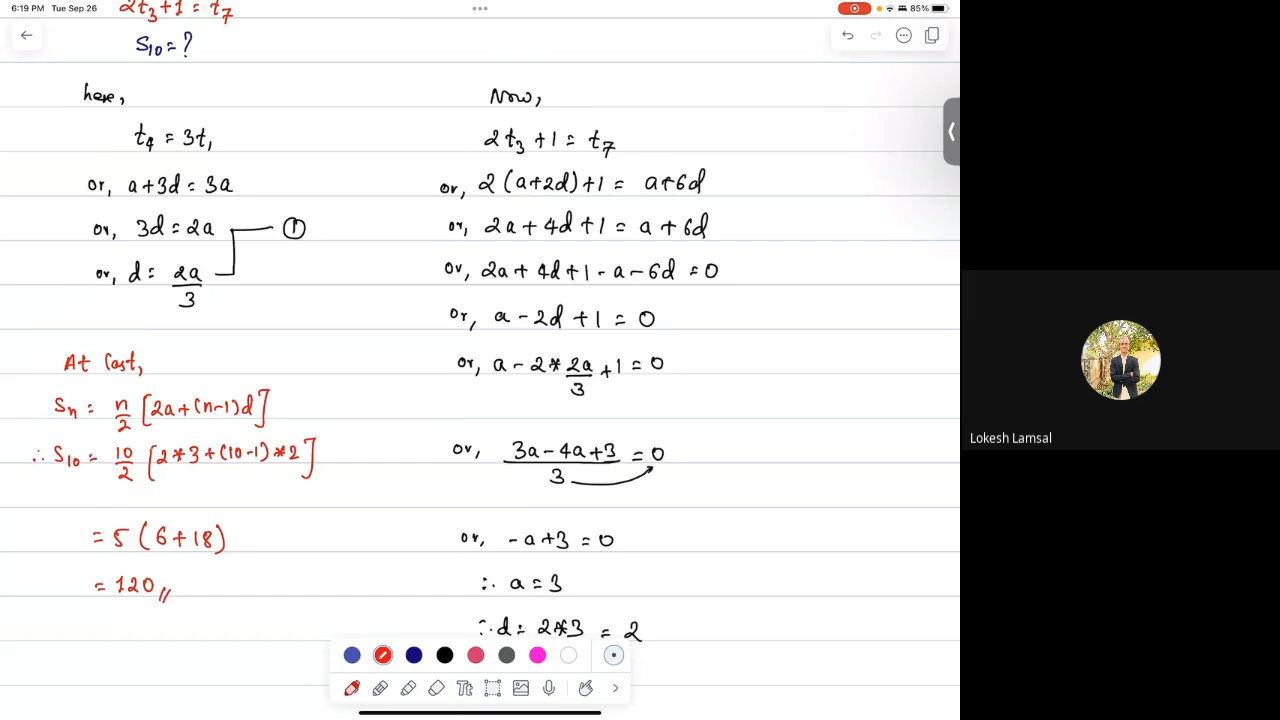 6:19 PM Tue Sep 26
85%
2t₃+1 = t₇
S₁₀ = ?
here,
t₄ = 3t₁
or, a+3d = 3a
or, 3d = 2a ①
or, d = 2a/3
At last,
Sₙ = n/2 [2a+(n-1)d]
∴ S₁₀ = 10/2 [2*3+(10-1)*2]
= 5 (6+18)
= 120 //
Now,
2t₃ +1 = t₇
or, 2(a+2d)+1 = a+6d
or, 2a + 4d +1 = a + 6d
or, 2a + 4d +1 - a - 6d = 0
or, a - 2d + 1 = 0
or, a - 2* 2a/3 + 1 = 0
or, 3a - 4a + 3 / 3 = 0
or, -a+3 = 0
∴ a = 3
∴ d = 2*3 = 2
Tt
Lokesh Lamsal